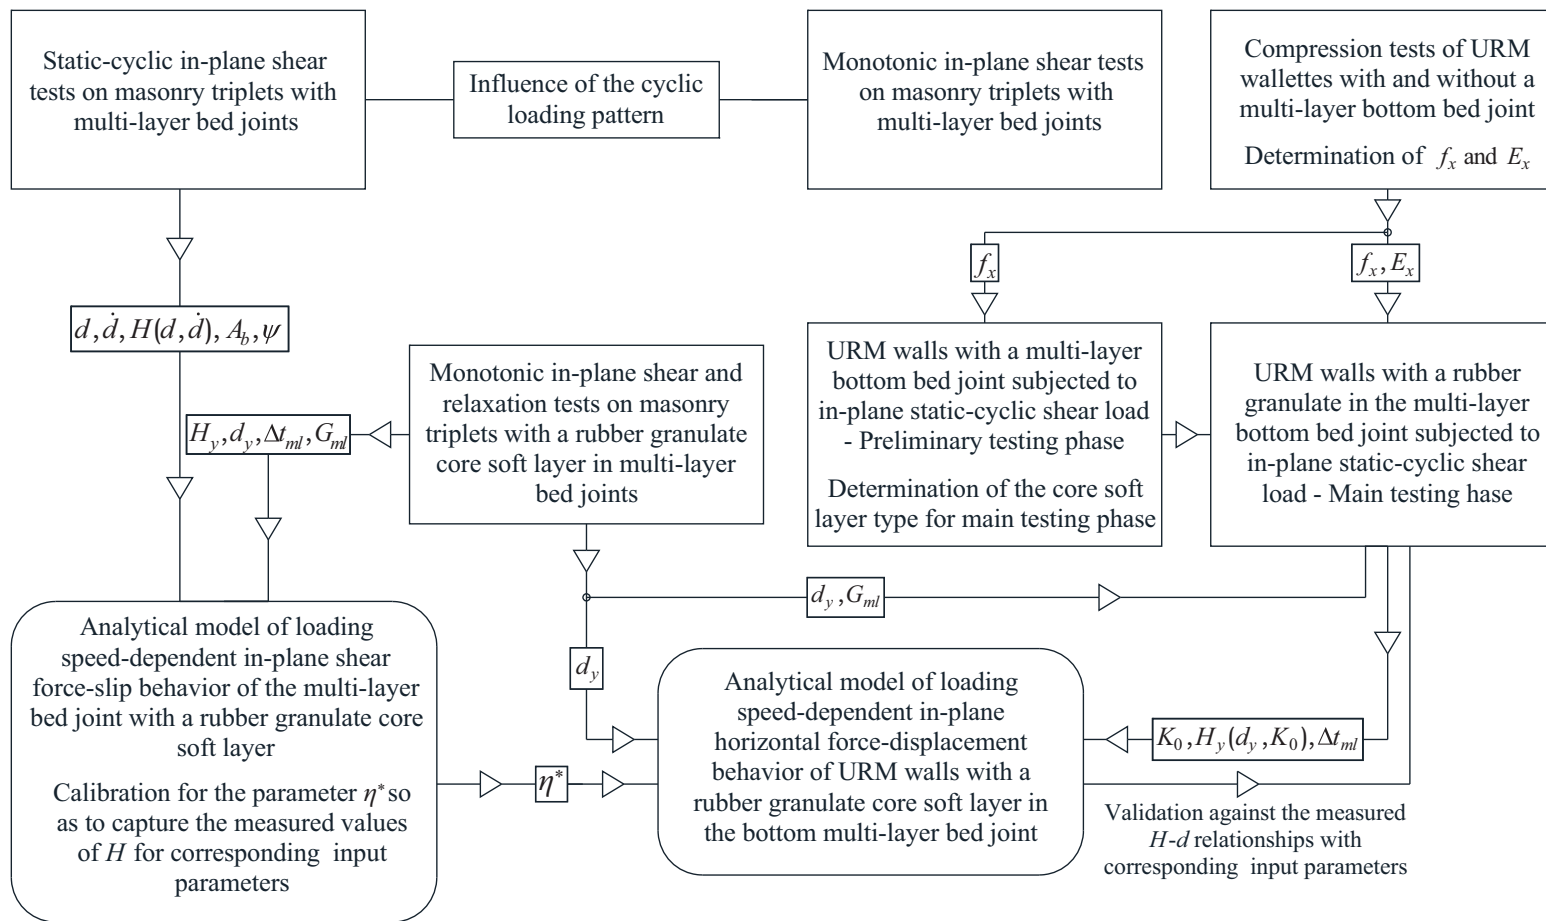 Static-cyclic in-plane shear
tests on masonry triplets with
multi-layer bed joints
Influence of the cyclic
loading pattern
Monotonic in-plane shear tests
on masonry triplets with
multi-layer bed joints
Compression tests of URM
wallettes with and without a
multi-layer bottom bed joint
Determination of f_x and E_x
f_x
f_x, E_x
d, ḋ, H(d, ḋ), A_b, ψ
Monotonic in-plane shear and
relaxation tests on masonry
triplets with a rubber granulate
core soft layer in multi-layer
bed joints
H_y, d_y, Δt_ml, G_ml
URM walls with a multi-layer
bottom bed joint subjected to
in-plane static-cyclic shear load
- Preliminary testing phase
Determination of the core soft
layer type for main testing phase
URM walls with a rubber
granulate in the multi-layer
bottom bed joint subjected to
in-plane static-cyclic shear
load - Main testing hase
d_y, G_ml
d_y
Analytical model of loading
speed-dependent in-plane shear
force-slip behavior of the multi-layer
bed joint with a rubber granulate core
soft layer
Calibration for the parameter η* so
as to capture the measured values
of H for corresponding input
parameters
η*
Analytical model of loading
speed-dependent in-plane
horizontal force-displacement
behavior of URM walls with a
rubber granulate core soft layer in
the bottom multi-layer bed joint
K_0, H_y(d_y, K_0), Δt_ml
Validation against the measured
H-d relationships with
corresponding input parameters